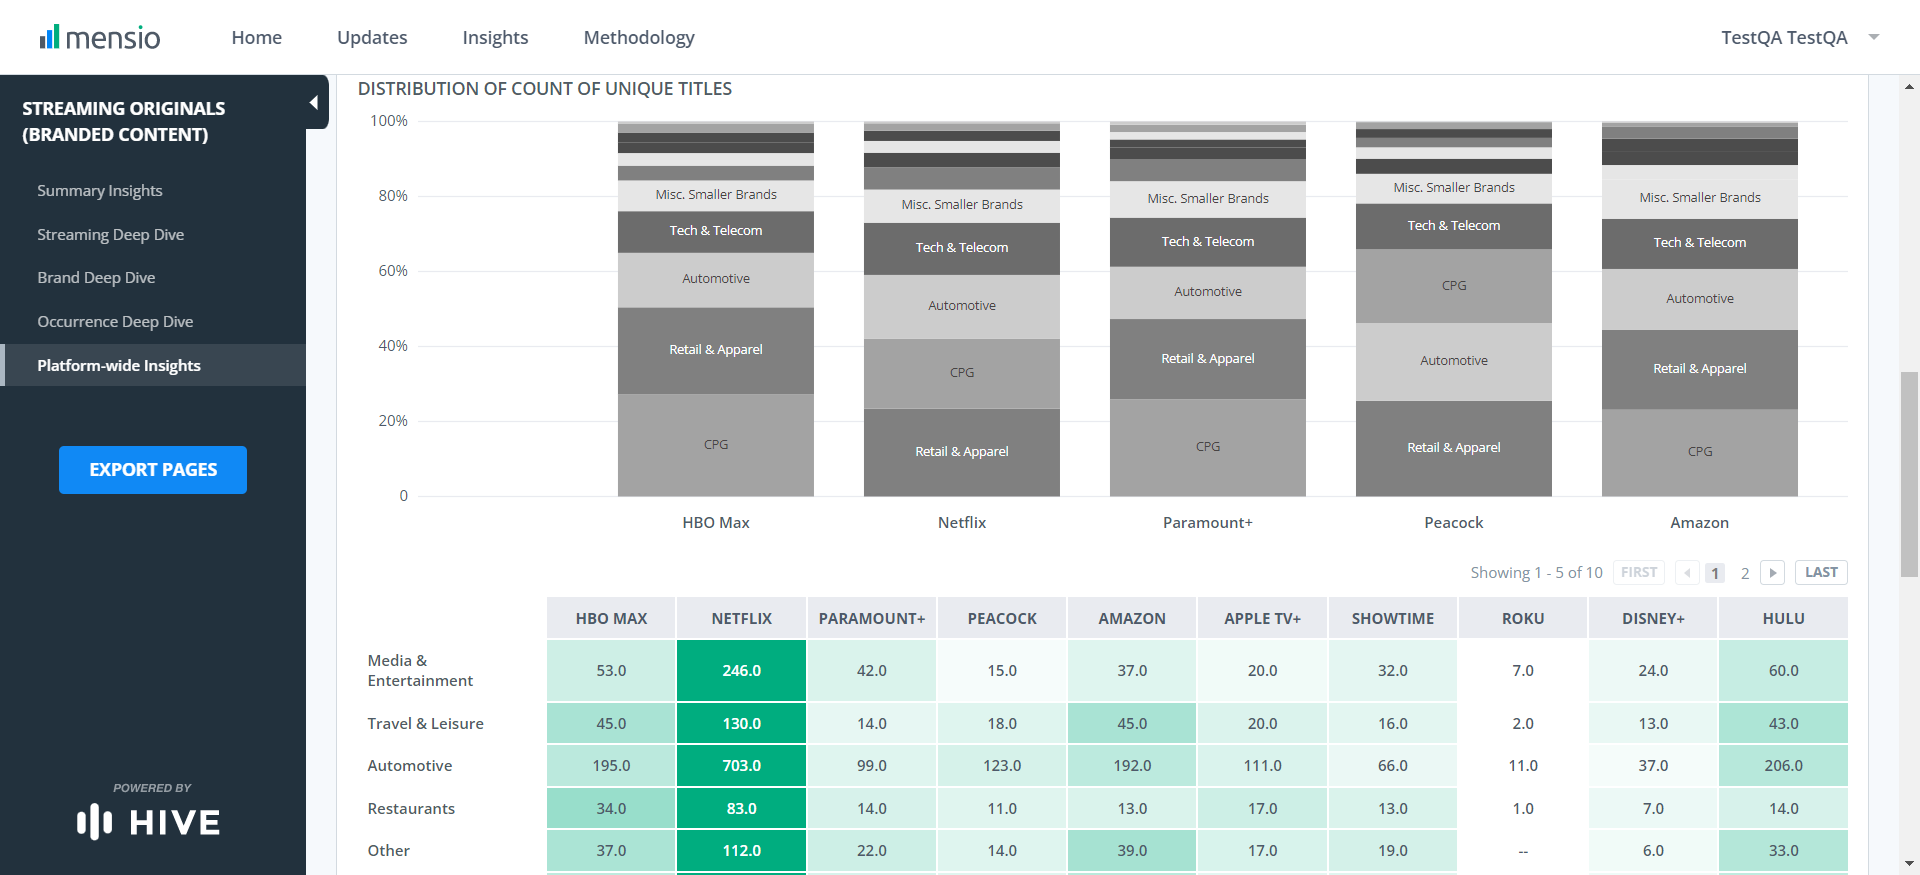 mensio
Home Updates Insights Methodology
TestQA TestQA
STREAMING ORIGINALS
(BRANDED CONTENT)
Summary Insights
Streaming Deep Dive
Brand Deep Dive
Occurrence Deep Dive
Platform-wide Insights
EXPORT PAGES
POWERED BY
HIVE
DISTRIBUTION OF COUNT OF UNIQUE TITLES
100%
80%
60%
40%
20%
0
Misc. Smaller Brands
Tech & Telecom
Automotive
Retail & Apparel
CPG
HBO Max
Misc. Smaller Brands
Tech & Telecom
Automotive
CPG
Retail & Apparel
Netflix
Misc. Smaller Brands
Tech & Telecom
Automotive
Retail & Apparel
CPG
Paramount+
Misc. Smaller Brands
Tech & Telecom
CPG
Automotive
Retail & Apparel
Peacock
Misc. Smaller Brands
Tech & Telecom
Automotive
Retail & Apparel
CPG
Amazon
Showing 1 - 5 of 10 FIRST 1 2 LAST
HBO MAX NETFLIX PARAMOUNT+ PEACOCK AMAZON APPLE TV+ SHOWTIME ROKU DISNEY+ HULU
Media &
Entertainment 53.0 246.0 42.0 15.0 37.0 20.0 32.0 7.0 24.0 60.0
Travel & Leisure 45.0 130.0 14.0 18.0 45.0 20.0 16.0 2.0 13.0 43.0
Automotive 195.0 703.0 99.0 123.0 192.0 111.0 66.0 11.0 37.0 206.0
Restaurants 34.0 83.0 14.0 11.0 13.0 17.0 13.0 1.0 7.0 14.0
Other 37.0 112.0 22.0 14.0 39.0 17.0 19.0 -- 6.0 33.0